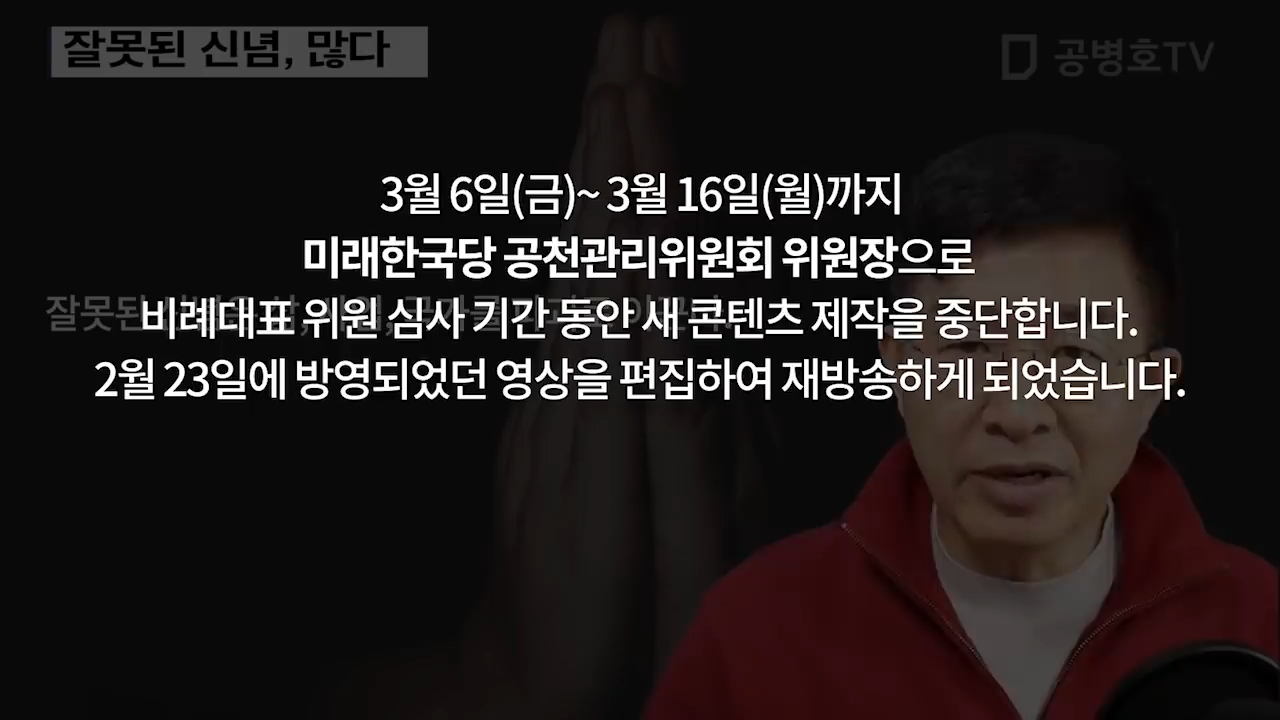 잘못된 신념, 많다
공병호TV
3월 6일(금)~ 3월 16일(월)까지
미래한국당 공천관리위원회 위원장으로
잘못된
비례대표 위원 심사 기간 동안 새 콘텐츠 제작을 중단합니다.
2월 23일에 방영되었던 영상을 편집하여 재방송하게 되었습니다.